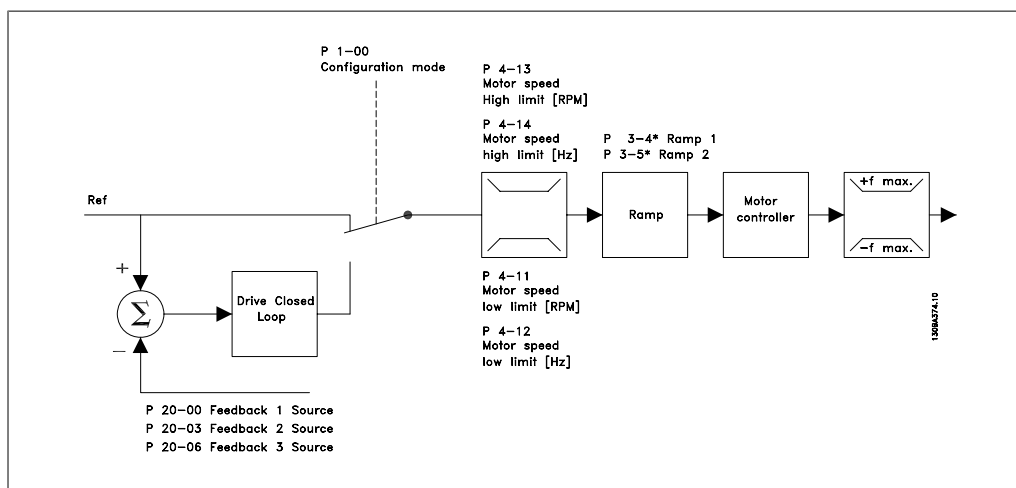 P 1-00
Configuration mode
P 4-13
Motor speed
High limit [RPM]
P 4-14
Motor speed
high limit [Hz]
P 3-4* Ramp 1
P 3-5* Ramp 2
Ref
+f max.
Ramp
Motor
controller
-f max.
+
Σ
Drive Closed
Loop
−
P 4-11
Motor speed
low limit [RPM]
P 4-12
Motor speed
low limit [Hz]
P 20-00 Feedback 1 Source
P 20-03 Feedback 2 Source
P 20-06 Feedback 3 Source
130BA374.10